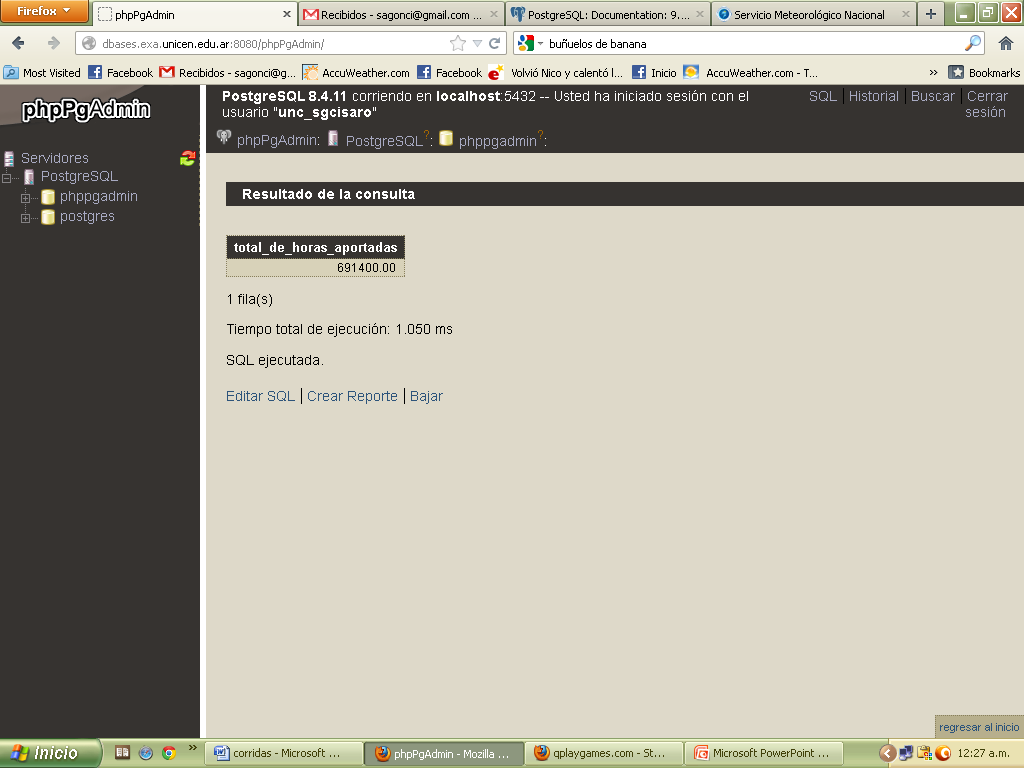 Firefox
phpPgAdmin
Recibidos - sagonci@gmail.com ...
PostgreSQL: Documentation: 9....
Servicio Meteorológico Nacional
dbases.exa.unicen.edu.ar:8080/phpPgAdmin/
buñuelos de banana
Most Visited
Facebook
Recibidos - sagonci@g...
AccuWeather.com
Facebook
Volvió Nico y calentó l...
Inicio
AccuWeather.com - T...
»
Bookmarks
phpPgAdmin
Servidores
PostgreSQL
phppgadmin
postgres
PostgreSQL 8.4.11 corriendo en localhost:5432 -- Usted ha iniciado sesión con el
usuario "unc_sgcisaro"
SQL | Historial | Buscar | Cerrar
sesión
phpPgAdmin: PostgreSQL?: phppgadmin?:
Resultado de la consulta
total_de_horas_aportadas
691400.00
1 fila(s)
Tiempo total de ejecución: 1.050 ms
SQL ejecutada.
Editar SQL | Crear Reporte | Bajar
regresar al inicio
Inicio
»
corridas - Microsoft ...
phpPgAdmin - Mozilla ...
qplaygames.com - St...
Microsoft PowerPoint ...
12:27 a.m.